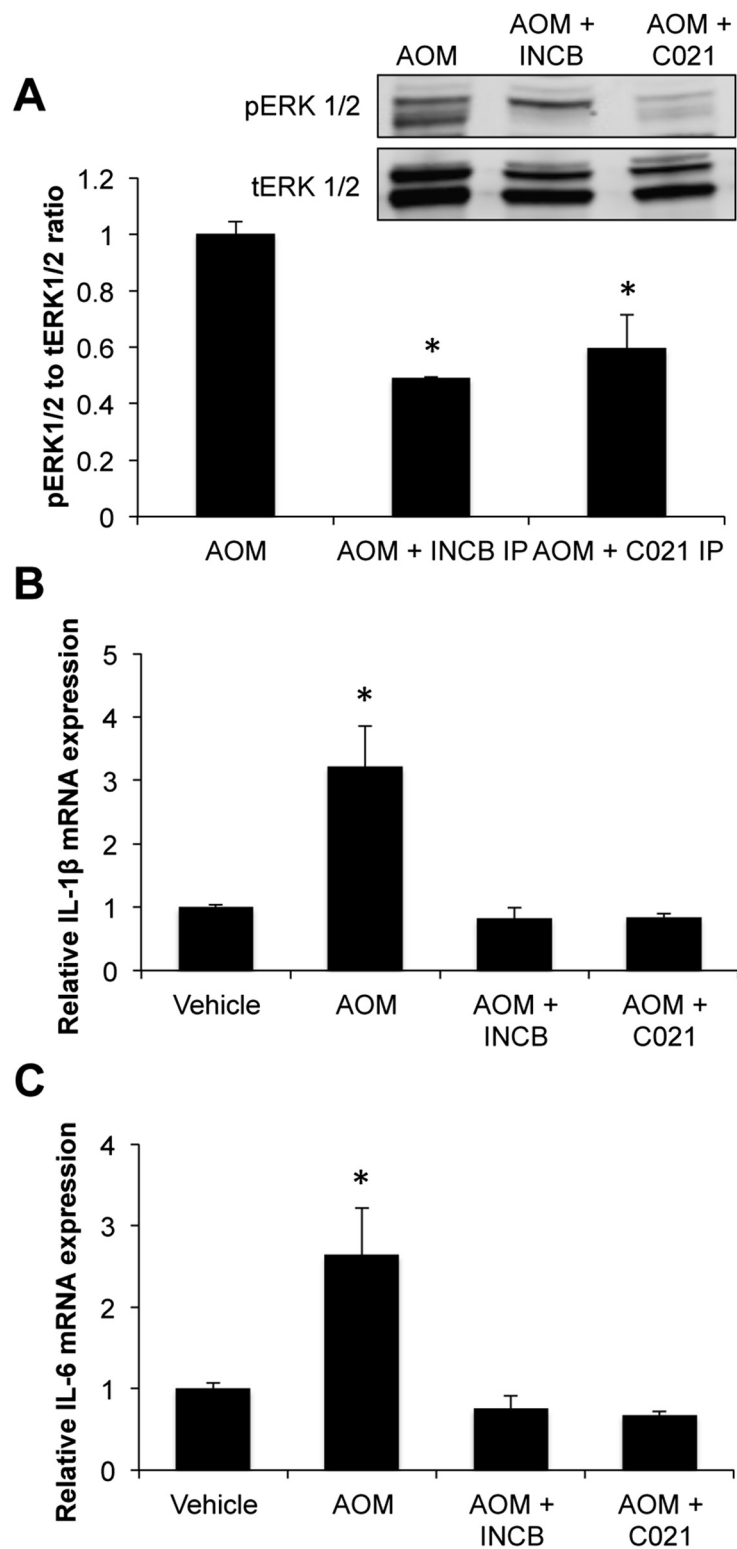 A
AOM
AOM +
INCB
AOM +
C021
pERK 1/2
tERK 1/2
pERK1/2 to tERK1/2 ratio
1.2
1
0.8
0.6
0.4
0.2
0
*
*
AOM
AOM + INCB IP
AOM + C021 IP
B
Relative IL-1β mRNA expression
5
4
3
2
1
0
*
Vehicle
AOM
AOM +
INCB
AOM +
C021
C
Relative IL-6 mRNA expression
4
3
2
1
0
*
Vehicle
AOM
AOM +
INCB
AOM +
C021